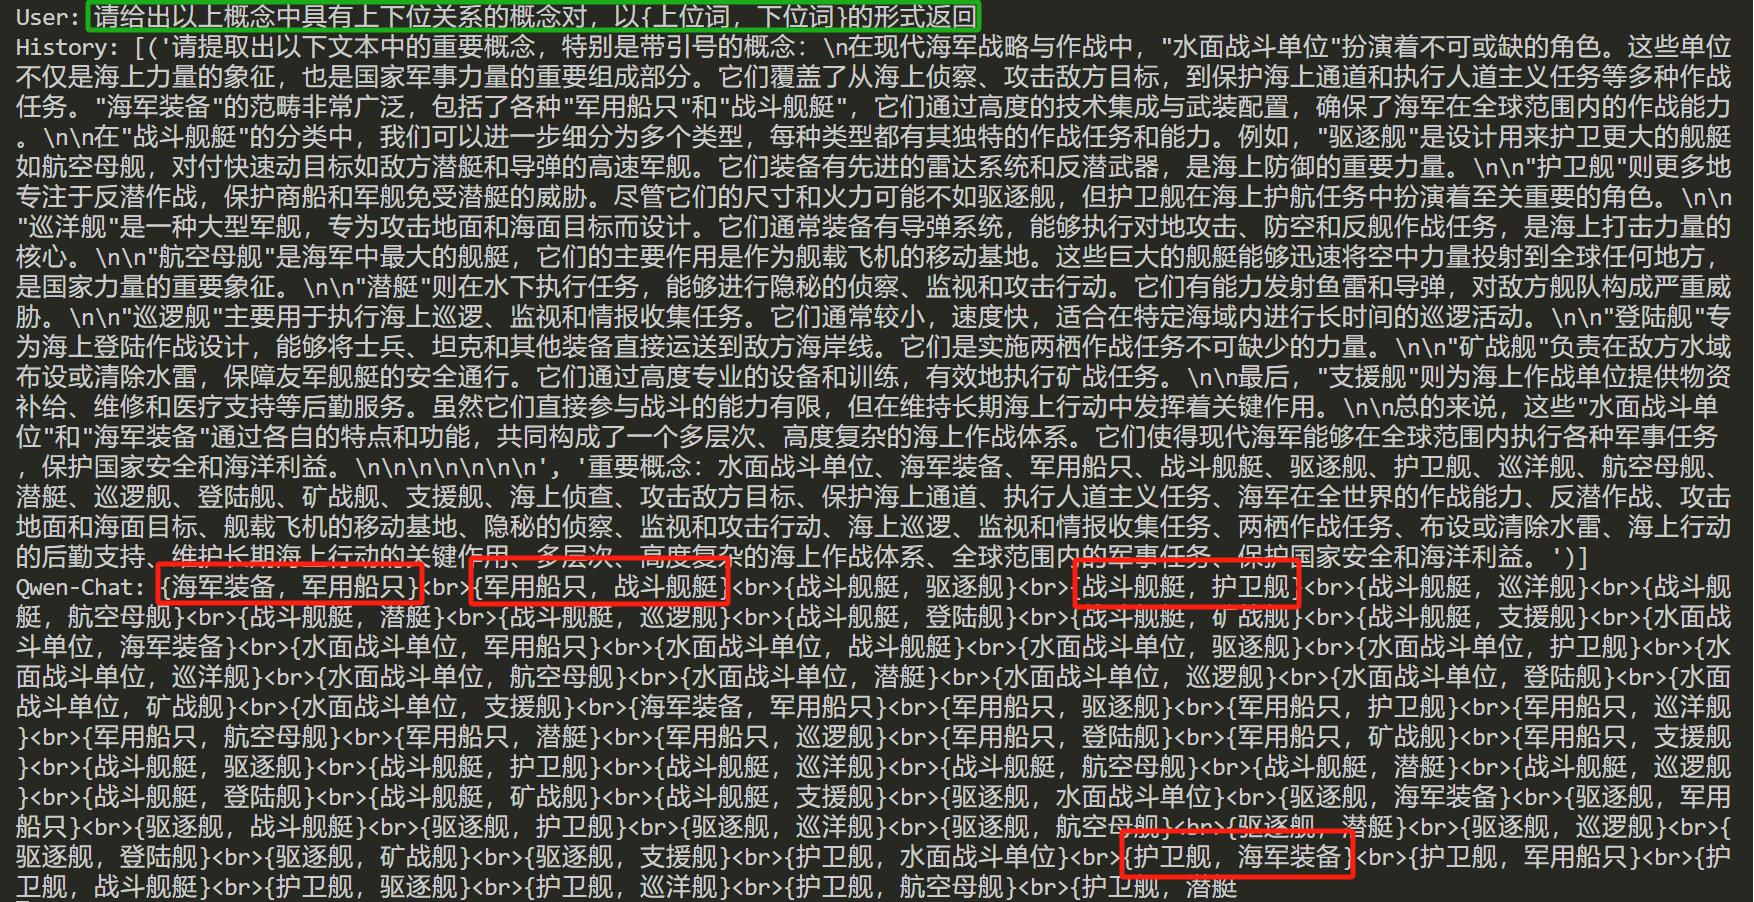 User: 请给出以上概念中具有上下位关系的概念对，以{上位词，下位词}的形式返回
History: [('请提取出以下文本中的重要概念，特别是带引号的概念：\n在现代海军战略与作战中，"水面战斗单位"扮演着不可或缺的角色。这些单位
不仅是海上力量的象征，也是国家军事力量的重要组成部分。它们覆盖了从海上侦察、攻击敌方目标，到保护海上通道和执行人道主义任务等多种作战
任务。"海军装备"的范畴非常广泛，包括了各种"军用船只"和"战斗舰艇"，它们通过高度的技术集成与武装配置，确保了海军在全球范围内的作战能力
。\n\n在"战斗舰艇"的分类中，我们可以进一步细分为多个类型，每种类型都有其独特的作战任务和能力。例如，"驱逐舰"是设计用来护卫更大的舰艇
如航空母舰，对付快速动目标如敌方潜艇和导弹的高速军舰。它们装备有先进的雷达系统和反潜武器，是海上防御的重要力量。\n\n"护卫舰"则更多地
专注于反潜作战，保护商船和军舰免受潜艇的威胁。尽管它们的尺寸和火力可能不如驱逐舰，但护卫舰在海上护航任务中扮演着至关重要的角色。\n\n
"巡洋舰"是一种大型军舰，专为攻击地面和海面目标而设计。它们通常装备有导弹系统，能够执行对地攻击、防空和反舰作战任务，是海上打击力量的
核心。\n\n"航空母舰"是海军中最大的舰艇，它们的主要作用是作为舰载飞机的移动基地。这些巨大的舰艇能够迅速将空中力量投射到全球任何地方，
是国家力量的重要象征。\n\n"潜艇"则在水下执行任务，能够进行隐秘的侦察、监视和攻击行动。它们有能力发射鱼雷和导弹，对敌方舰队构成严重威
胁。\n\n"巡逻舰"主要用于执行海上巡逻、监视和情报收集任务。它们通常较小，速度快，适合在特定海域内进行长时间的巡逻活动。\n\n"登陆舰"专
为海上登陆作战设计，能够将士兵、坦克和其他装备直接运送到敌方海岸线。它们是实施两栖作战任务不可缺少的力量。\n\n"矿战舰"负责在敌方水域
布设或清除水雷，保障友军舰艇的安全通行。它们通过高度专业的设备和训练，有效地执行矿战任务。\n\n最后，"支援舰"则为海上作战单位提供物资
补给、维修和医疗支持等后勤服务。虽然它们直接参与战斗的能力有限，但在维持长期海上行动中发挥着关键作用。\n\n总的来说，这些"水面战斗单
位"和"海军装备"通过各自的特点和功能，共同构成了一个多层次、高度复杂的海上作战体系。它们使得现代海军能够在全球范围内执行各种军事任务
，保护国家安全和海洋利益。\n\n\n\n\n\n\n', '重要概念：水面战斗单位、海军装备、军用船只、战斗舰艇、驱逐舰、护卫舰、巡洋舰、航空母舰、
潜艇、巡逻舰、登陆舰、矿战舰、支援舰、海上侦查、攻击敌方目标、保护海上通道、执行人道主义任务、海军在全世界的作战能力、反潜作战、攻击
地面和海面目标、舰载飞机的移动基地、隐秘的侦察、监视和攻击行动、海上巡逻、监视和情报收集任务、两栖作战任务、布设或清除水雷、海上行动
的后勤支持、维护长期海上行动的关键作用、多层次、高度复杂的海上作战体系、全球范围内的军事任务、保护国家安全和海洋利益。')]
Qwen-Chat: {海军装备，军用船只}<br>{军用船只，战斗舰艇}<br>{战斗舰艇，驱逐舰}<br>{战斗舰艇，护卫舰}<br>{战斗舰艇，巡洋舰}<br>{战斗舰
艇，航空母舰}<br>{战斗舰艇，潜艇}<br>{战斗舰艇，巡逻舰}<br>{战斗舰艇，登陆舰}<br>{战斗舰艇，矿战舰}<br>{战斗舰艇，支援舰}<br>{水面战
斗单位，海军装备}<br>{水面战斗单位，军用船只}<br>{水面战斗单位，战斗舰艇}<br>{水面战斗单位，驱逐舰}<br>{水面战斗单位，护卫舰}<br>{水
面战斗单位，巡洋舰}<br>{水面战斗单位，航空母舰}<br>{水面战斗单位，潜艇}<br>{水面战斗单位，巡逻舰}<br>{水面战斗单位，登陆舰}<br>{水面
战斗单位，矿战舰}<br>{水面战斗单位，支援舰}<br>{海军装备，军用船只}<br>{军用船只，驱逐舰}<br>{军用船只，护卫舰}<br>{军用船只，巡洋舰
}<br>{军用船只，航空母舰}<br>{军用船只，潜艇}<br>{军用船只，巡逻舰}<br>{军用船只，登陆舰}<br>{军用船只，矿战舰}<br>{军用船只，支援舰
}<br>{战斗舰艇，驱逐舰}<br>{战斗舰艇，护卫舰}<br>{战斗舰艇，巡洋舰}<br>{战斗舰艇，航空母舰}<br>{战斗舰艇，潜艇}<br>{战斗舰艇，巡逻舰
}<br>{战斗舰艇，登陆舰}<br>{战斗舰艇，矿战舰}<br>{战斗舰艇，支援舰}<br>{驱逐舰，水面战斗单位}<br>{驱逐舰，海军装备}<br>{驱逐舰，军用
船只}<br>{驱逐舰，战斗舰艇}<br>{驱逐舰，护卫舰}<br>{驱逐舰，巡洋舰}<br>{驱逐舰，航空母舰}<br>{驱逐舰，潜艇}<br>{驱逐舰，巡逻舰}<br>{
驱逐舰，登陆舰}<br>{驱逐舰，矿战舰}<br>{驱逐舰，支援舰}<br>{护卫舰，水面战斗单位}<br>{护卫舰，海军装备}<br>{护卫舰，军用船只}<br>{护
卫舰，战斗舰艇}<br>{护卫舰，驱逐舰}<br>{护卫舰，巡洋舰}<br>{护卫舰，航空母舰}<br>{护卫舰，潜艇